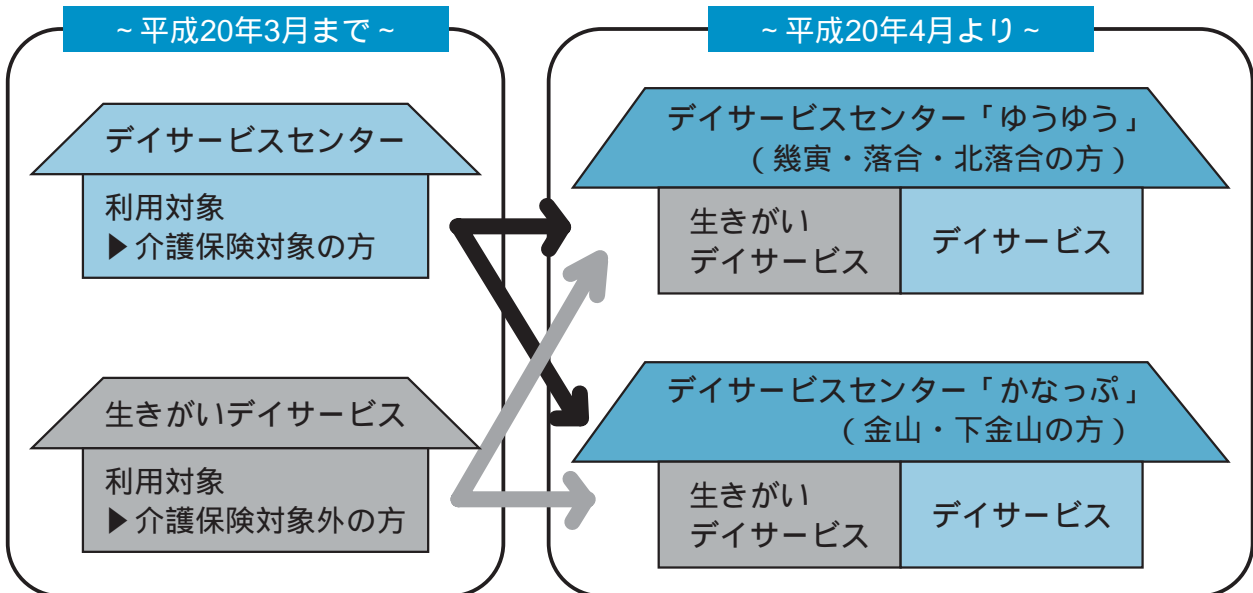 ~平成20年3月まで~
デイサービスセンター
利用対象
▶介護保険対象の方
生きがいデイサービス
利用対象
▶介護保険対象外の方
~平成20年4月より~
デイサービスセンター「ゆうゆう」
(幾寅・落合・北落合の方)
生きがい
デイサービス
デイサービス
デイサービスセンター「かなっぷ」
(金山・下金山の方)
生きがい
デイサービス
デイサービス